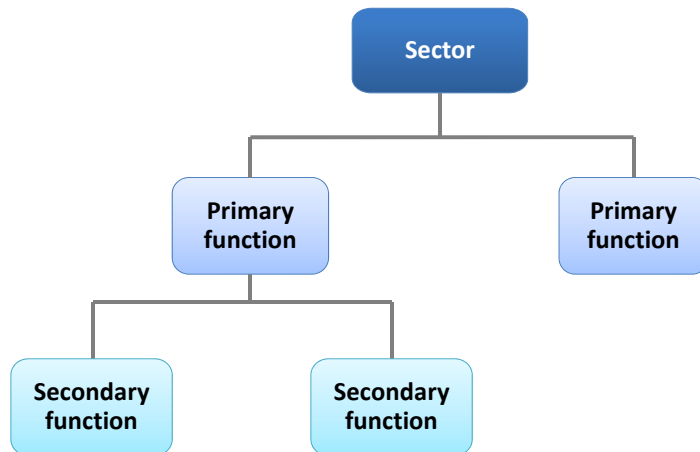 Sector
Primary
function
Primary
function
Secondary
function
Secondary
function